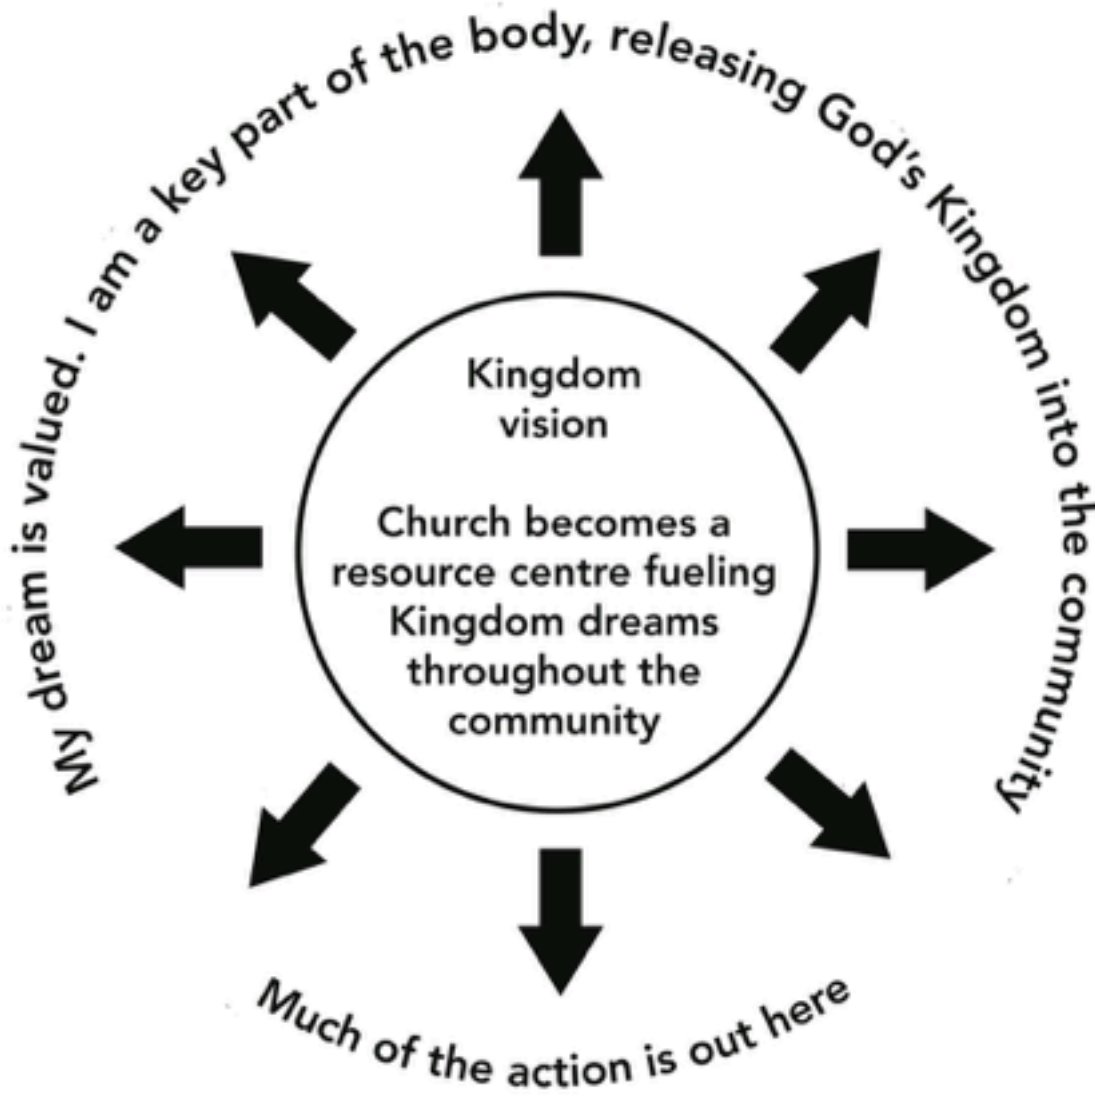 My dream is valued. I am a key part of the body, releasing God's Kingdom into the community
Kingdom
vision
Church becomes a
resource centre fueling
Kingdom dreams
throughout the
community
Much of the action is out here